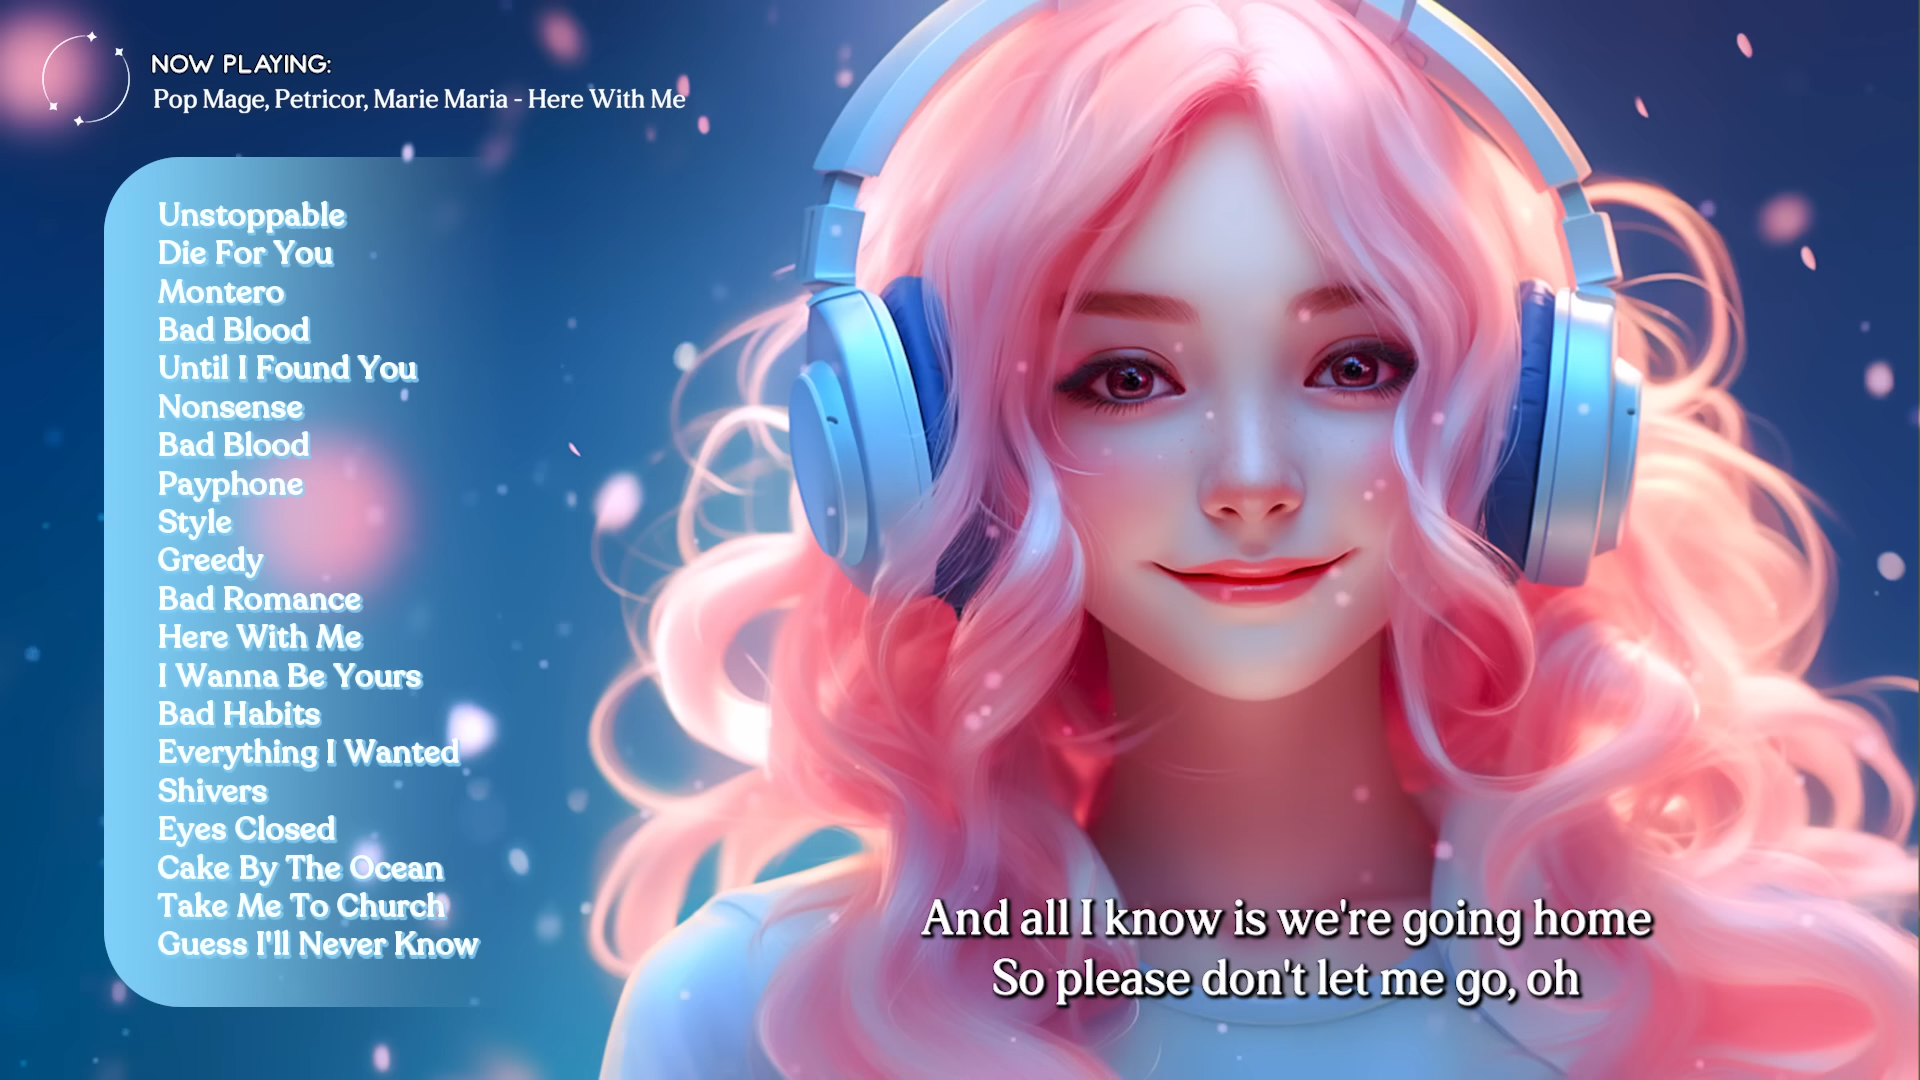 NOW PLAYING:
Pop Mage, Petricor, Marie Maria - Here With Me
Unstoppable
Die For You
Montero
Bad Blood
Until I Found You
Nonsense
Bad Blood
Payphone
Style
Greedy
Bad Romance
Here With Me
I Wanna Be Yours
Bad Habits
Everything I Wanted
Shivers
Eyes Closed
Cake By The Ocean
Take Me To Church
Guess I'll Never Know
And all I know is we're going home
So please don't let me go, oh